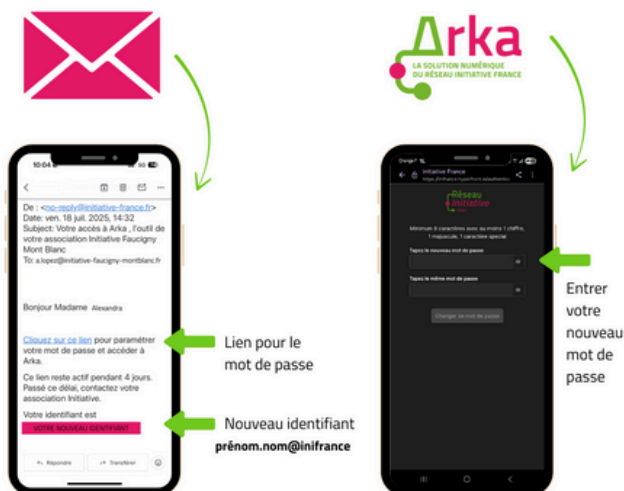 Arka
LA SOLUTION NUMÉRIQUE
DU RÉSEAU INITIATIVE FRANCE
10:04
5G
De : <no-reply@initiative-france.fr>
Date: ven. 18 juil. 2025, 14:32
Subject: Votre accès à Arka , l'outil de
votre association Initiative Faucigny
Mont Blanc
To: a.lopez@initiative-faucigny-montblanc.fr
Bonjour Madame Alexandra
Cliquez sur ce lien pour paramétrer
votre mot de passe et accéder à
Arka.
Ce lien reste actif pendant 4 jours.
Passé ce délai, contactez votre
association Initiative.
Votre identifiant est
VOTRE NOUVEAU IDENTIFIANT
Répondre
Transférer
Lien pour le
mot de passe
Nouveau identifiant
prénom.nom@inifrance
Orange F
Initiative France
Réseau
Initiative
Minimum 8 caractères avec au moins 1 chiffre,
1 majuscule, 1 caractère special
Tapez le nouveau mot de passe
Tapez le même mot de passe
Changer de mot de passe
Entrer
votre
nouveau
mot de
passe